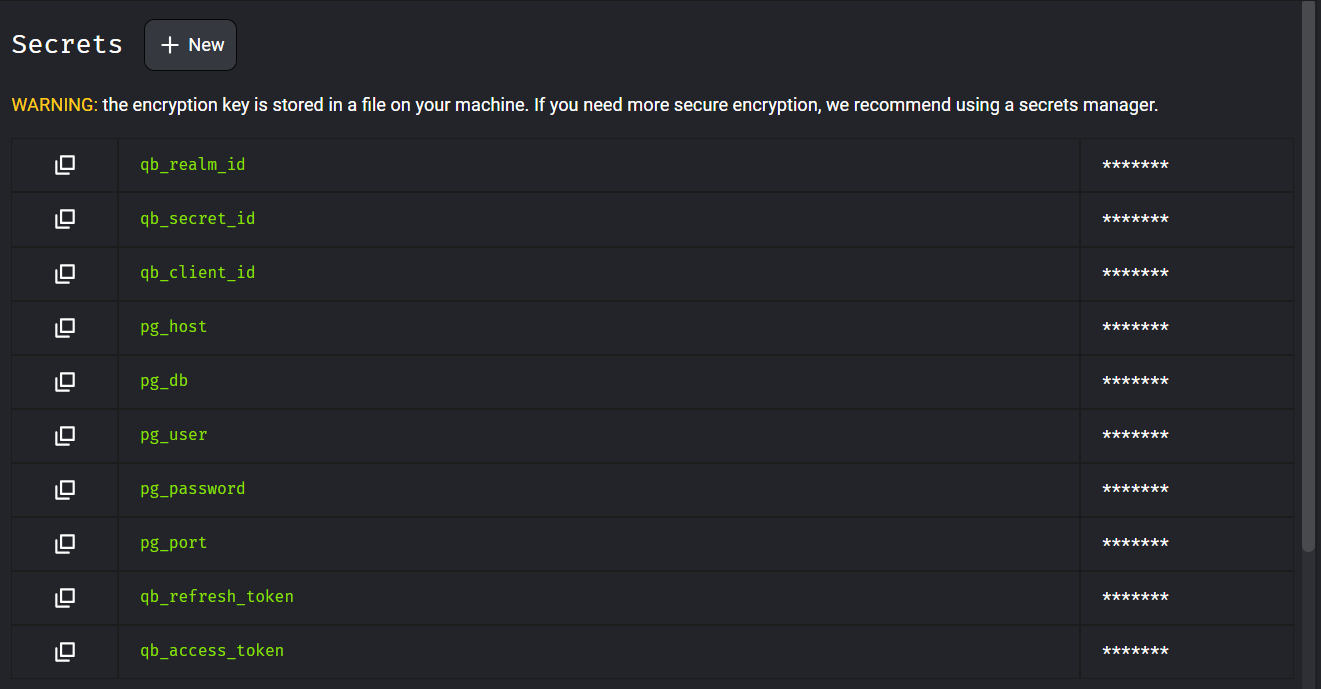 Secrets
New
WARNING: the encryption key is stored in a file on your machine. If you need more secure encryption, we recommend using a secrets manager.
qb_realm_id *******
qb_secret_id *******
qb_client_id *******
pg_host *******
pg_db *******
pg_user *******
pg_password *******
pg_port *******
qb_refresh_token *******
qb_access_token *******